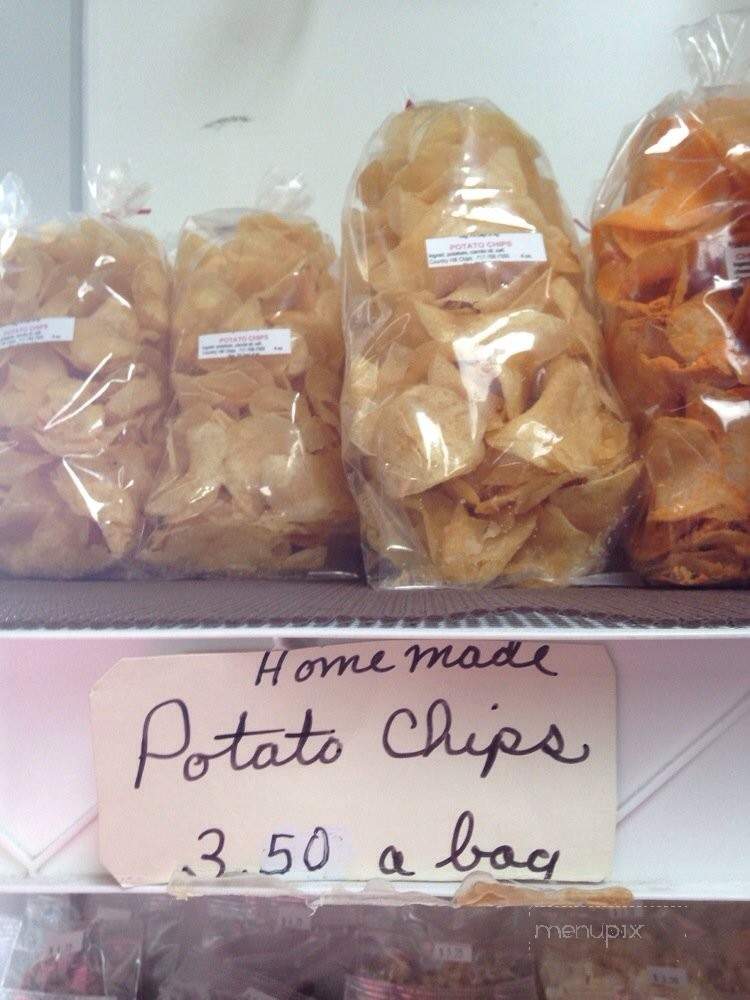 POTATO CHIPS
POTATO CHIPS
POTATO CHIPS
Home made
Potato Chips
3.50 a bag
menupix